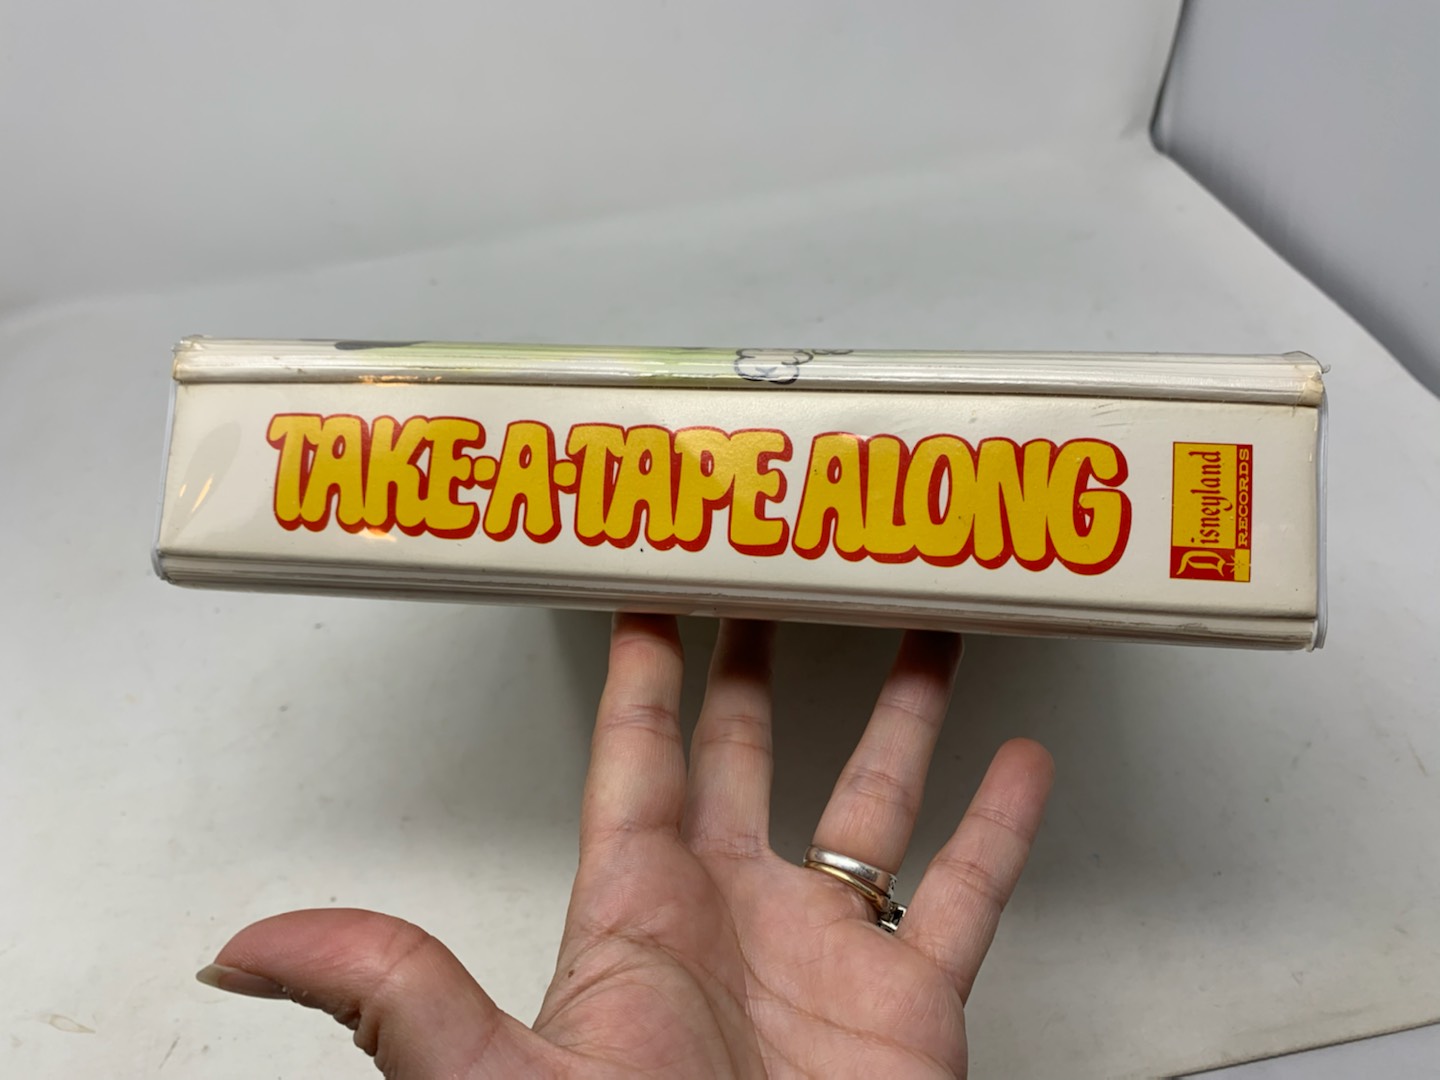 TAKE-A-TAPE ALONG
Disneyland
RECORDS